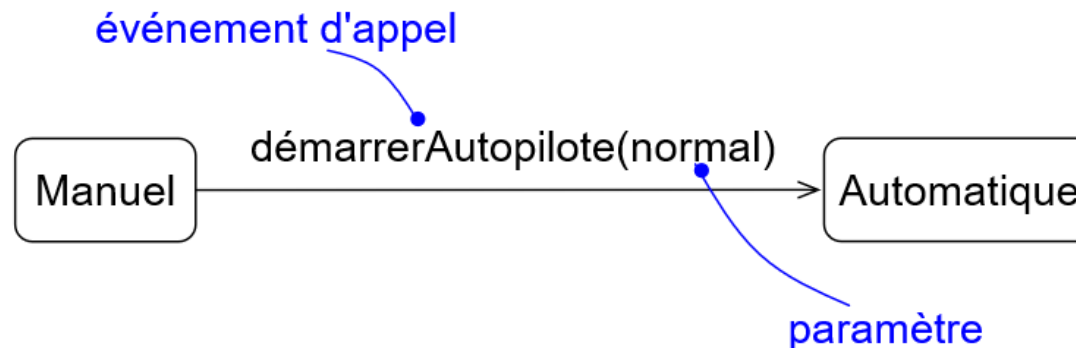 événement d'appel
démarrerAutopilote(normal)
Manuel
Automatique
paramètre